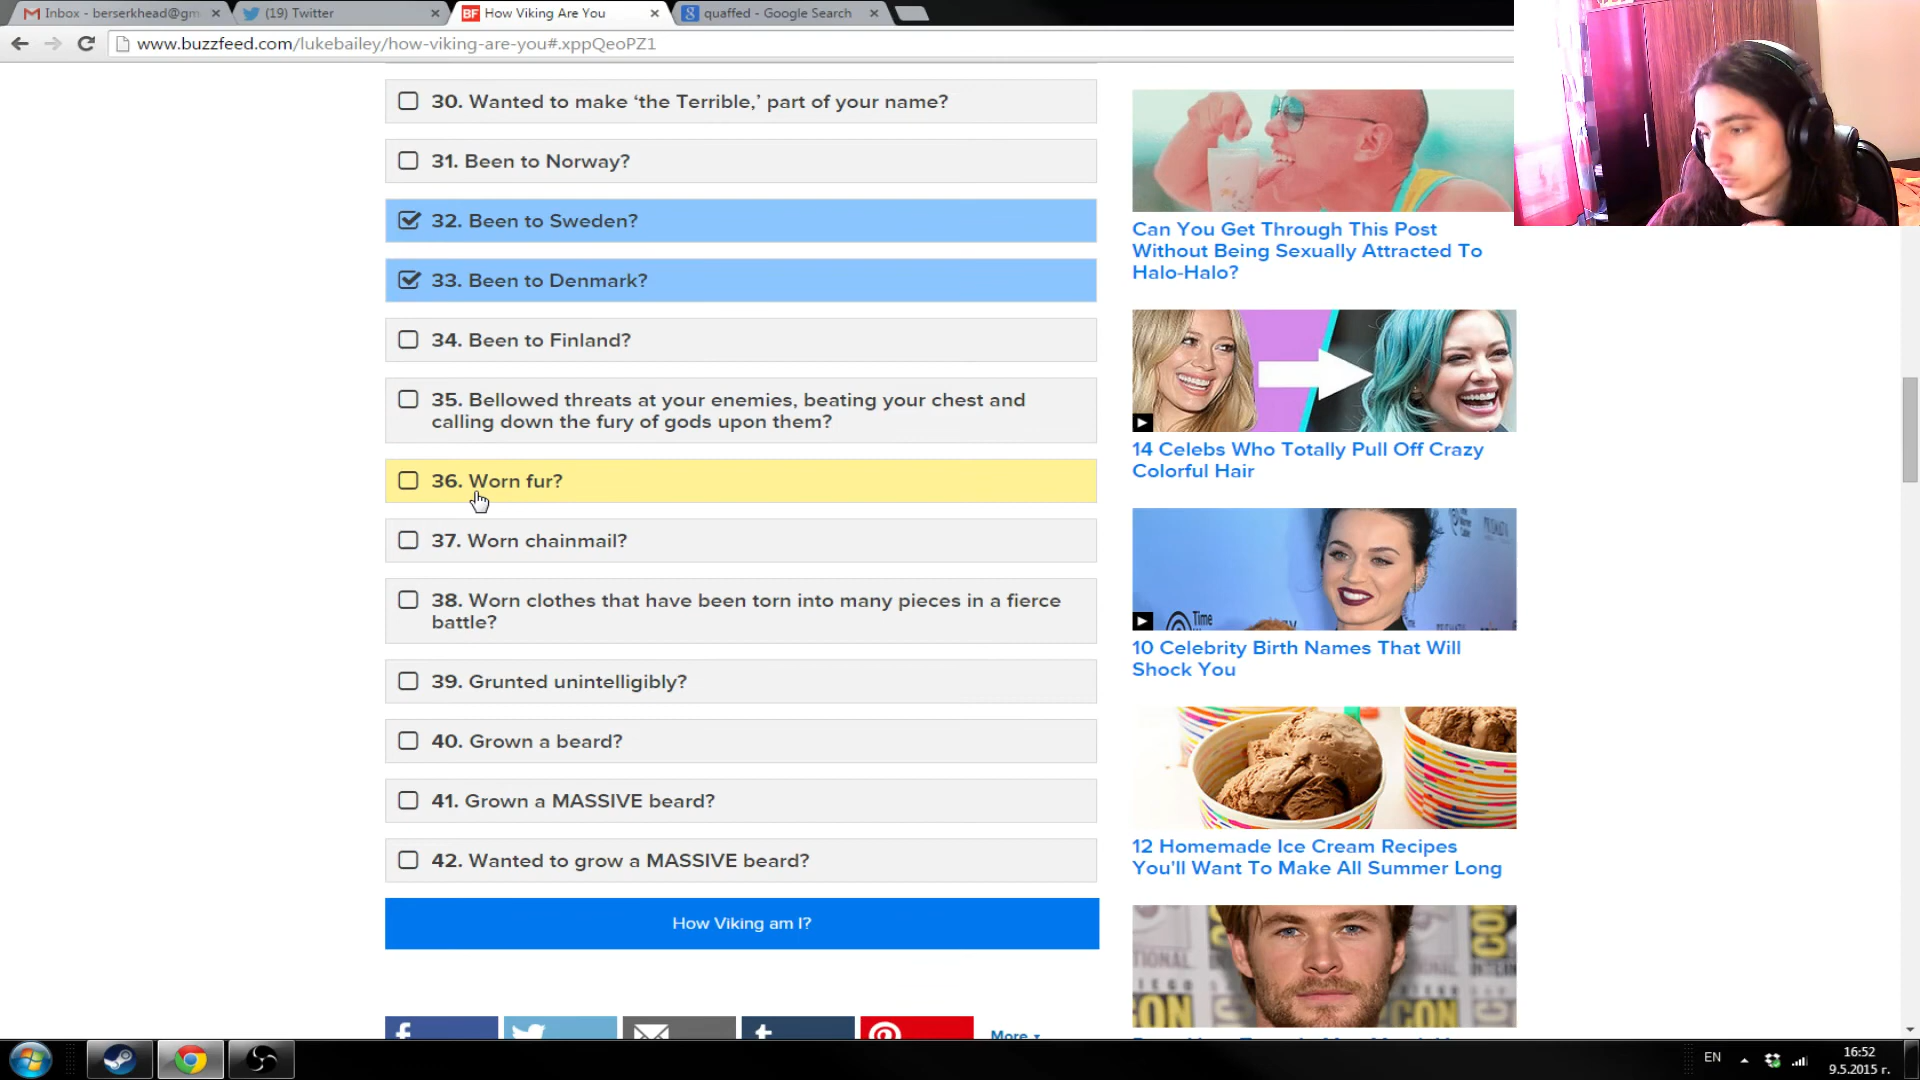 Inbox - berserkhead@gm
(19) Twitter
BF How Viking Are You
quaffed - Google Search
www.buzzfeed.com/lukebailey/how-viking-are-you#.xppQeoPZ1
30. Wanted to make ‘the Terrible,’ part of your name?
31. Been to Norway?
32. Been to Sweden?
33. Been to Denmark?
34. Been to Finland?
35. Bellowed threats at your enemies, beating your chest and
calling down the fury of gods upon them?
36. Worn fur?
37. Worn chainmail?
38. Worn clothes that have been torn into many pieces in a fierce
battle?
39. Grunted unintelligibly?
40. Grown a beard?
41. Grown a MASSIVE beard?
42. Wanted to grow a MASSIVE beard?
How Viking am I?
More
Can You Get Through This Post
Without Being Sexually Attracted To
Halo-Halo?
14 Celebs Who Totally Pull Off Crazy
Colorful Hair
Time
10 Celebrity Birth Names That Will
Shock You
12 Homemade Ice Cream Recipes
You'll Want To Make All Summer Long
CON
EN
16:52
9.5.2015 г.